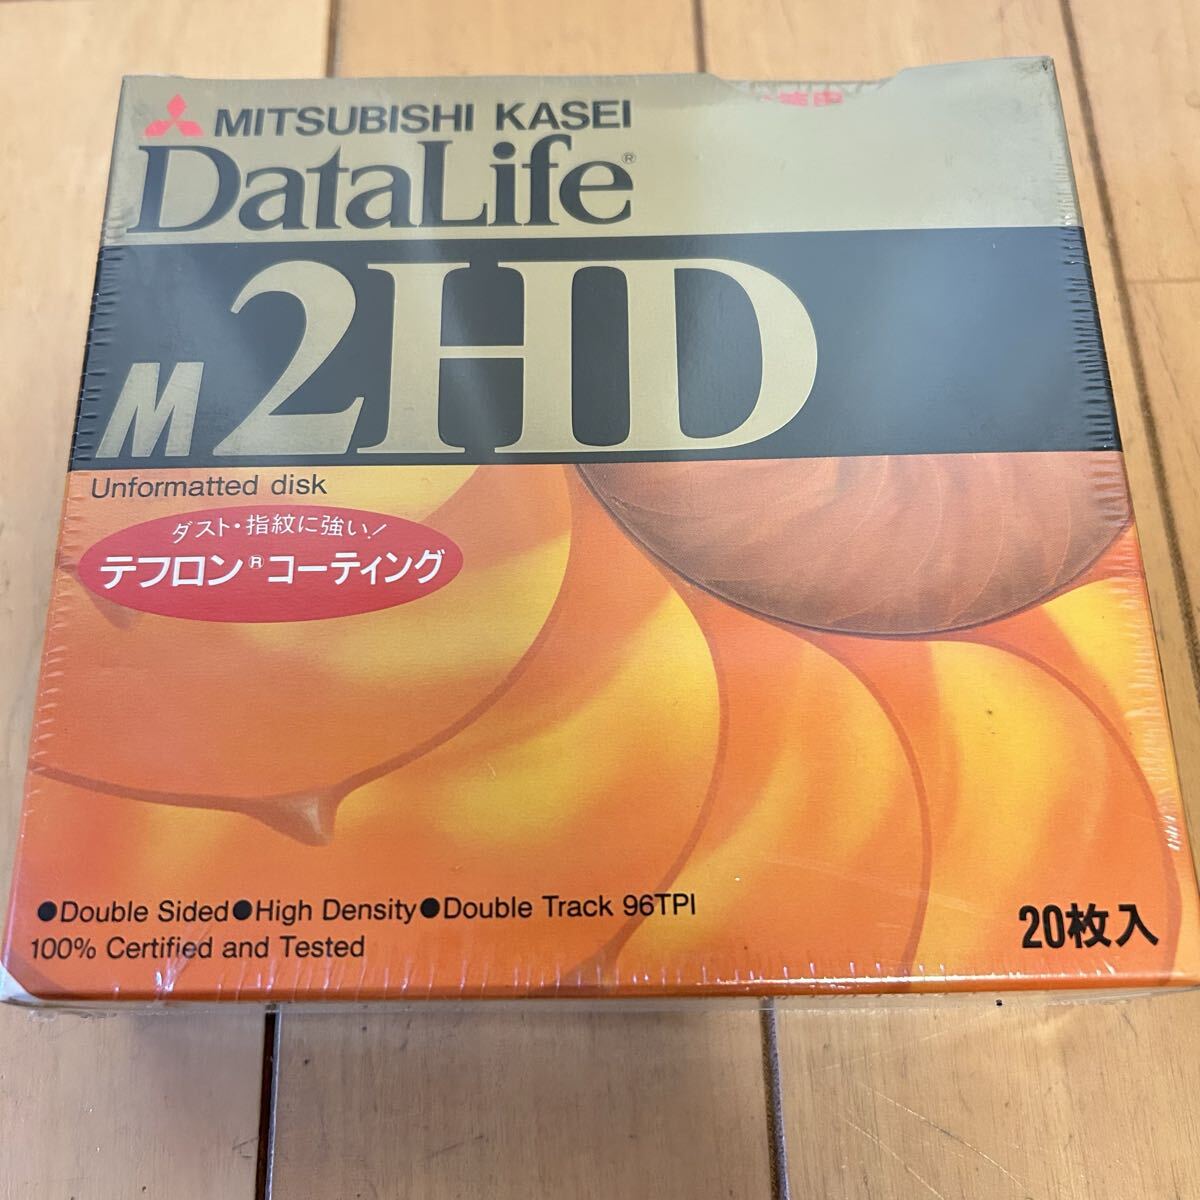 MITSUBISHI KASEI
DataLife®
M2HD
Unformatted disk
ダスト・指紋に強い!
テフロン®コーティング
●Double Sided●High Density●Double Track 96TPI
100% Certified and Tested
20枚入